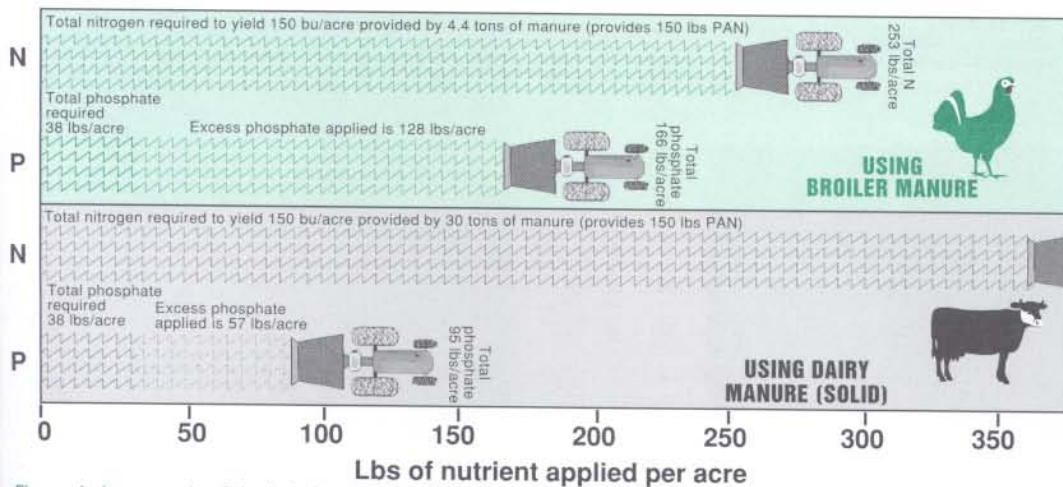 Total nitrogen required to yield 150 bu/acre provided by 4.4 tons of manure (provides 150 lbs PAN)
N
Total N
253 lbs/acre
Total phosphate
required
38 lbs/acre
Excess phosphate applied is 128 lbs/acre
P
Total
phosphate
166 lbs/acre
USING
BROILER MANURE
Total nitrogen required to yield 150 bu/acre provided by 30 tons of manure (provides 150 lbs PAN)
N
Total phosphate
required
38 lbs/acre
Excess phosphate
applied is 57 lbs/acre
P
Total
phosphate
95 lbs/acre
USING DAIRY
MANURE (SOLID)
0 50 100 150 200 250 300 350
Lbs of nutrient applied per acre